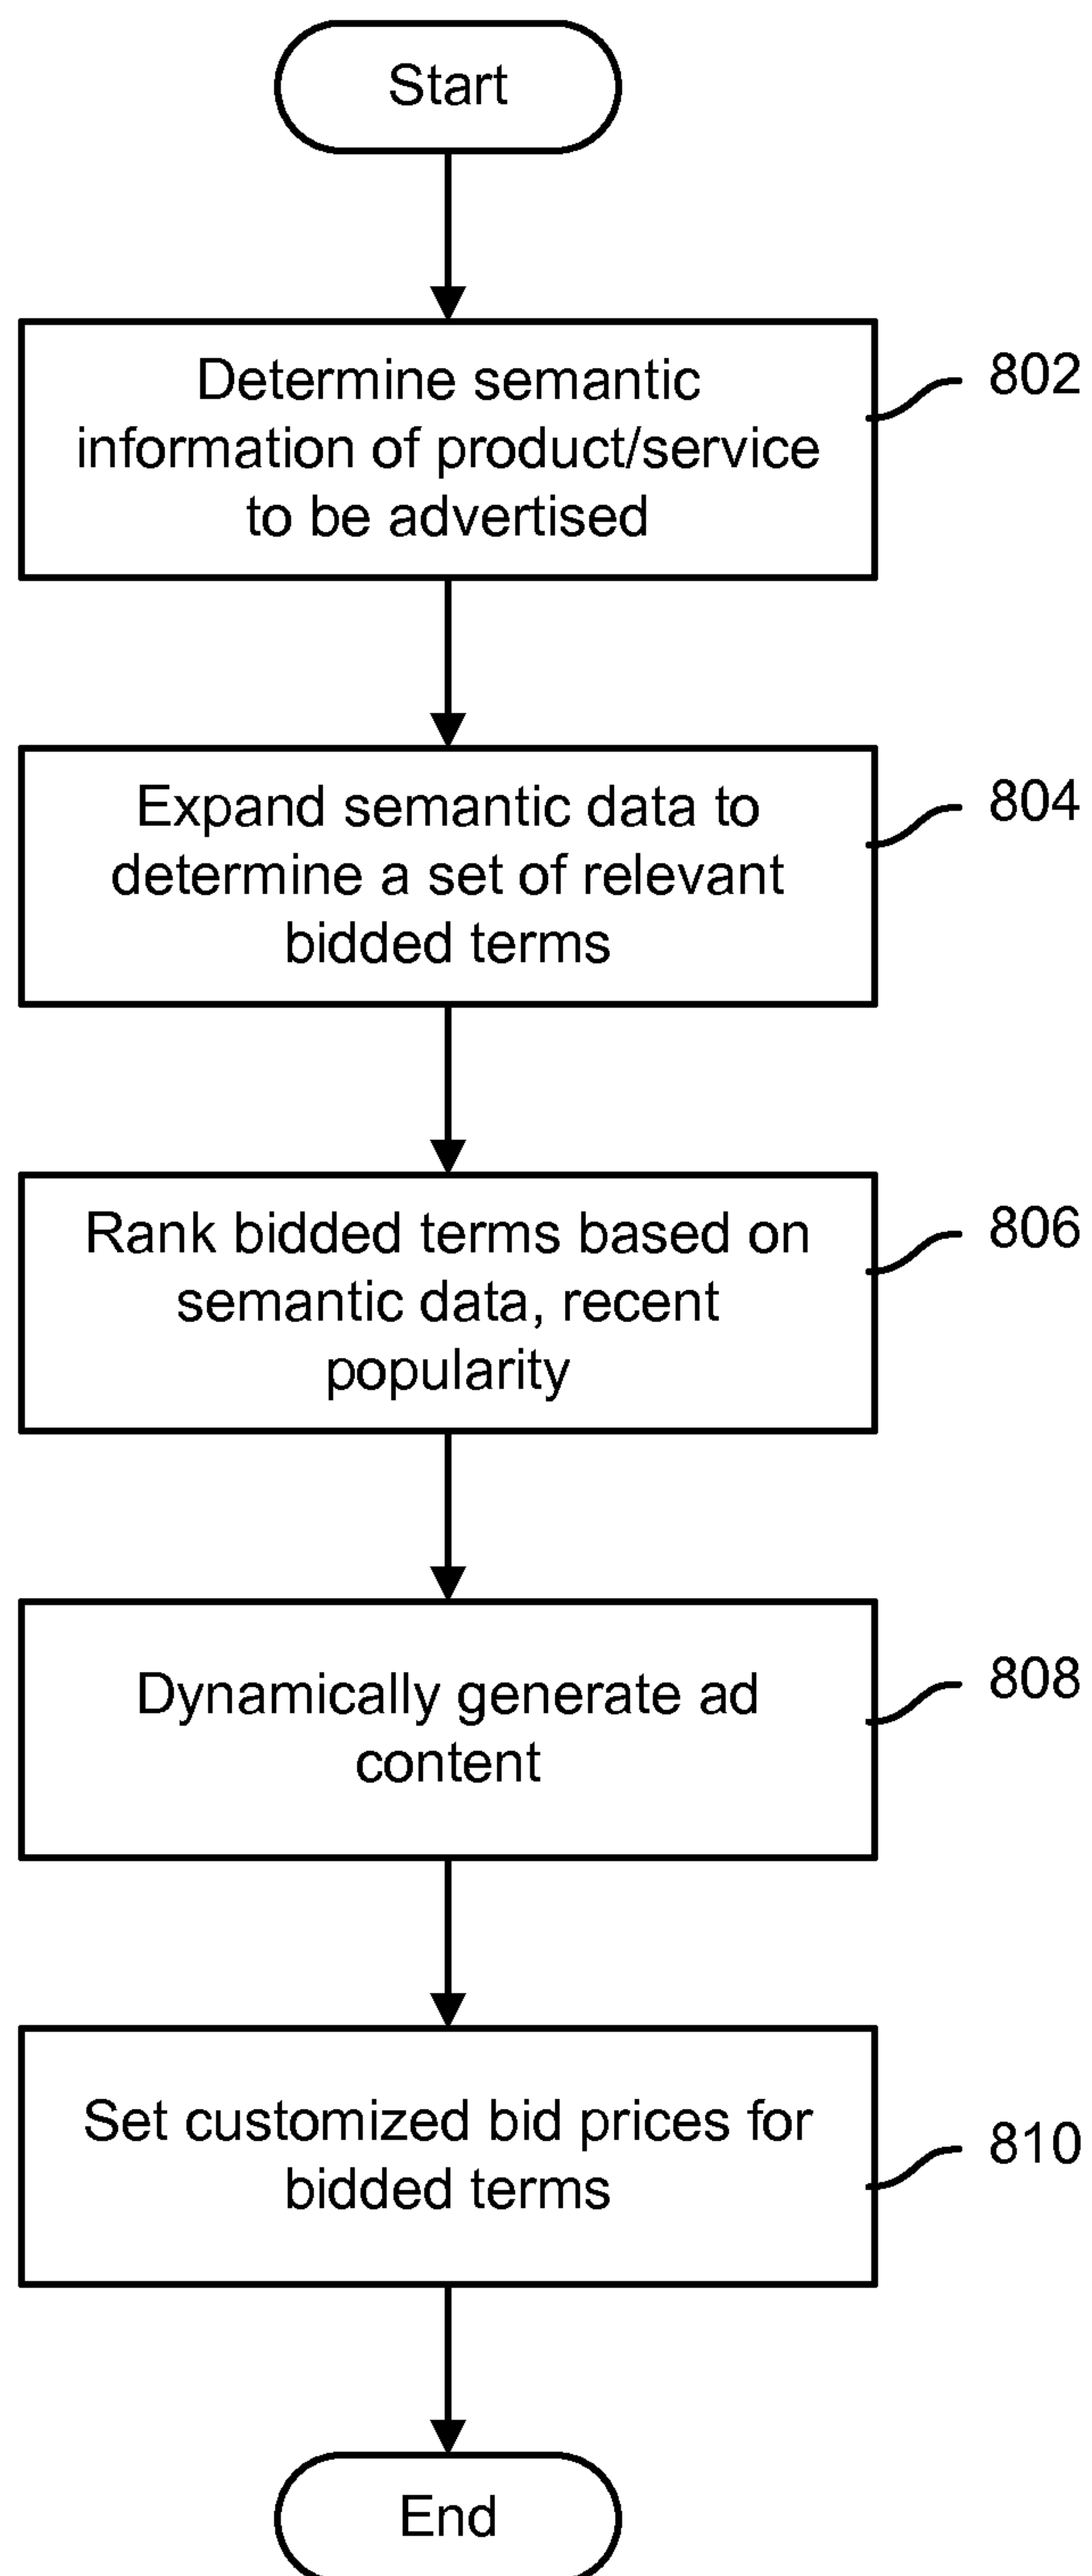 Start
Determine semantic
information of product/service
to be advertised
802
Expand semantic data to
determine a set of relevant
bidded terms
804
Rank bidded terms based on
semantic data, recent
popularity
806
Dynamically generate ad
content
808
Set customized bid prices for
bidded terms
810
End